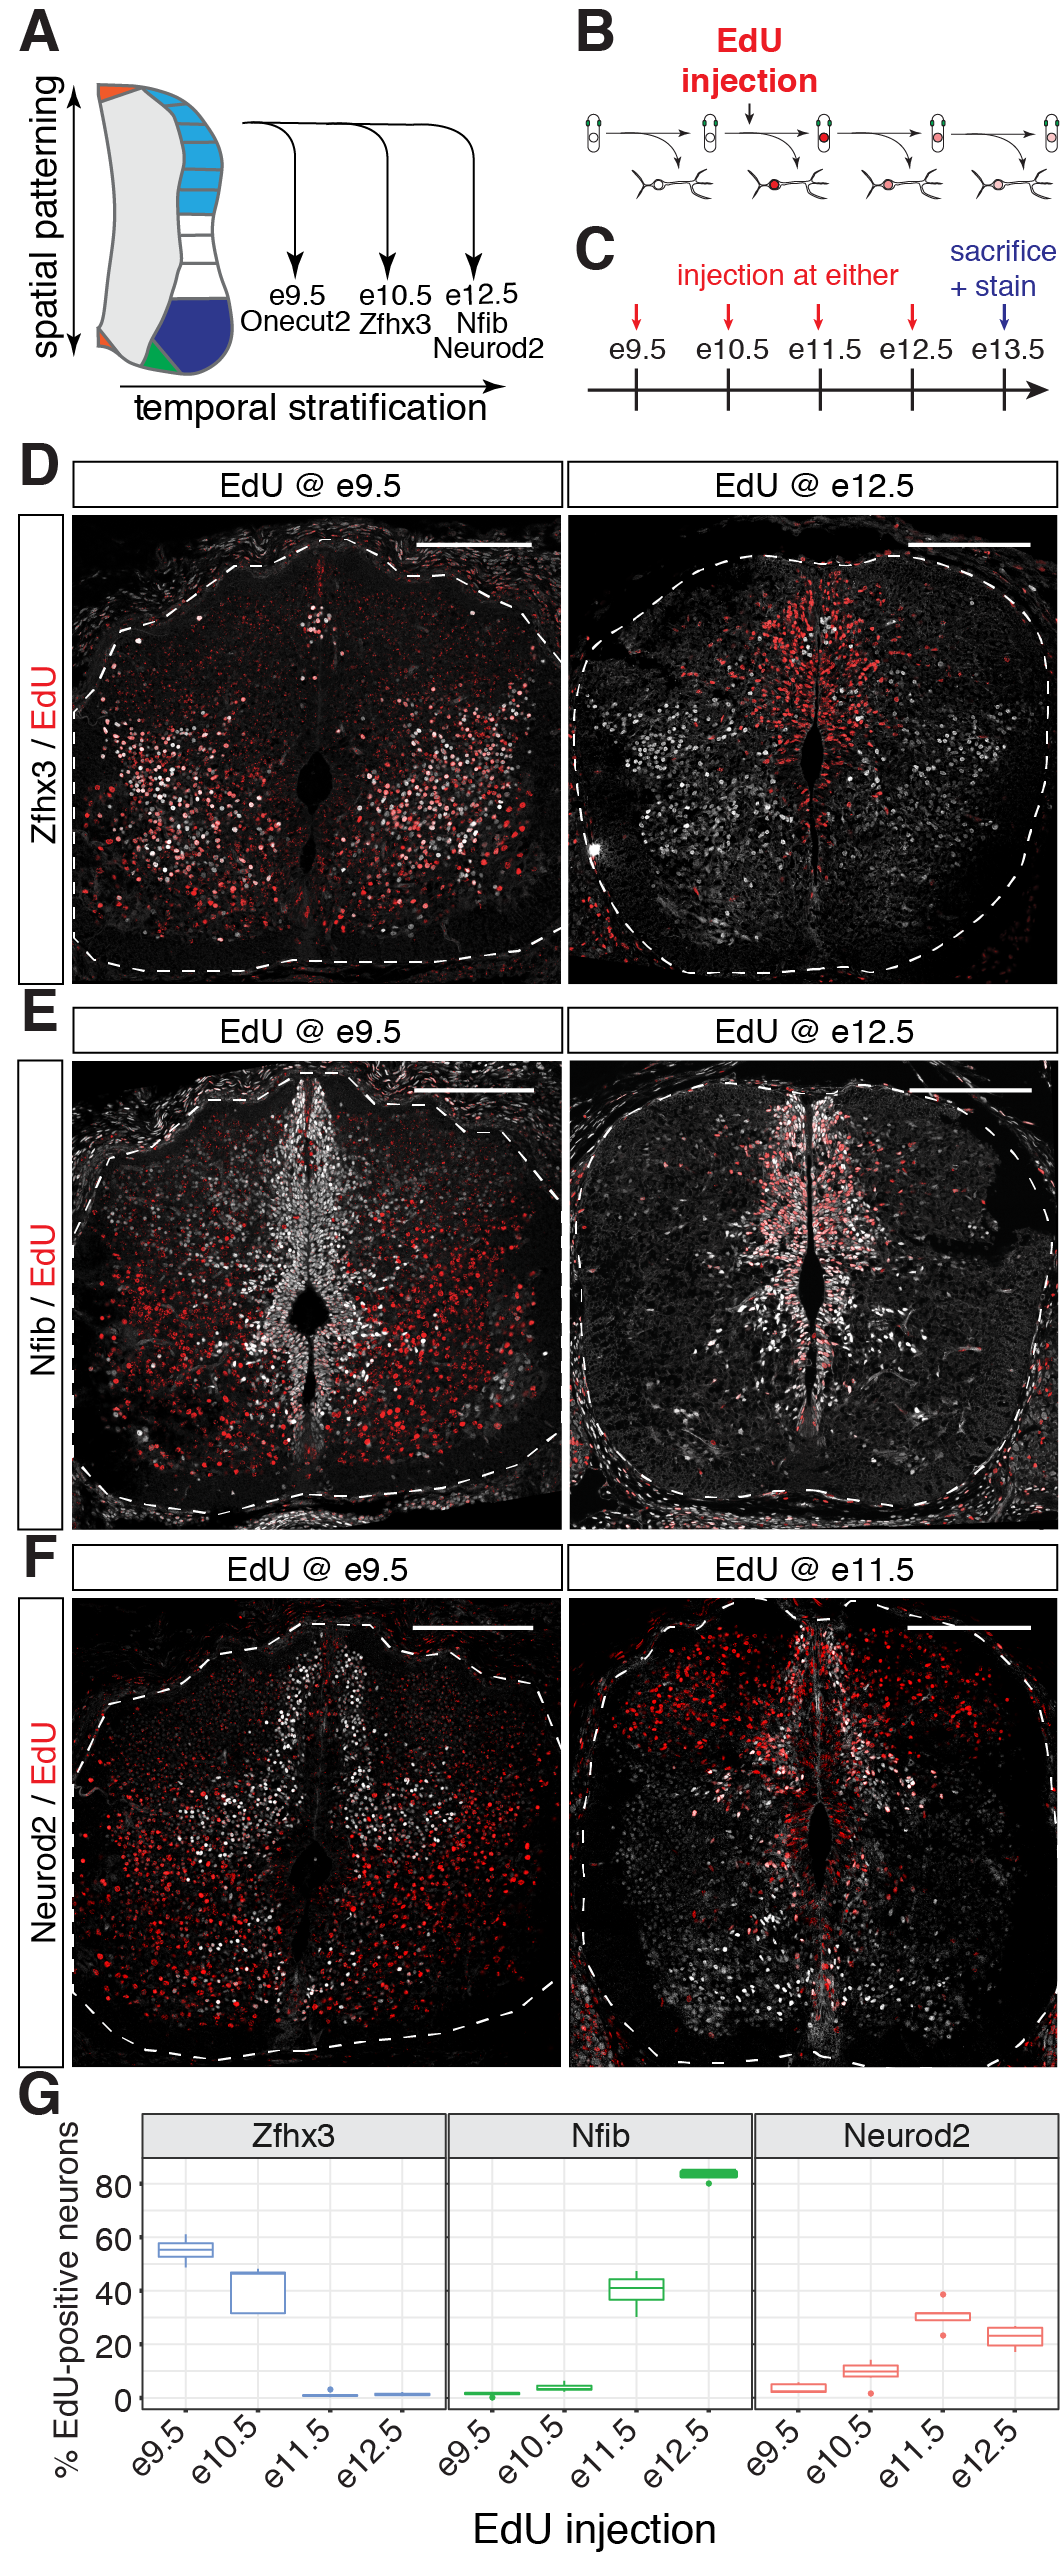 A
spatial patterning
e9.5
Onecut2
e10.5
Zfhx3
e12.5
Nfib
Neurod2
temporal stratification
B
EdU
injection
C
injection at either
sacrifice
+ stain
e9.5 e10.5 e11.5 e12.5 e13.5
D
EdU @ e9.5
EdU @ e12.5
Zfhx3 / EdU
E
EdU @ e9.5
EdU @ e12.5
Nfib / EdU
F
EdU @ e9.5
EdU @ e11.5
Neurod2 / EdU
G
Zfhx3
Nfib
Neurod2
% EdU-positive neurons
80
60
40
20
0
e9.5 e10.5 e11.5 e12.5
e9.5 e10.5 e11.5 e12.5
e9.5 e10.5 e11.5 e12.5
EdU injection